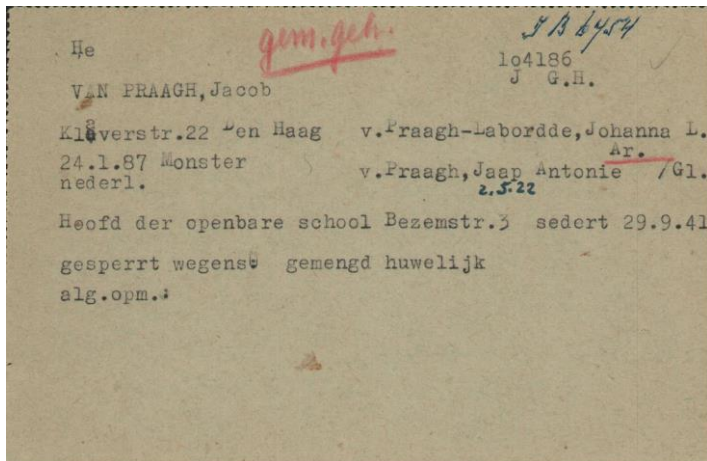 He
gem.geh.
J B 6454
104186
J G.H.
VAN PRAAGH,Jacob
Klaverstr.22 Den Haag v.Praagh-Labordde,Johanna L.
Ar.
24.1.87 Monster v.Praagh,Jaap Antonie /Gl.
nederl. 2.5.22
Hoofd der openbare school Bezemstr.3 sedert 29.9.41
gesperrt wegens gemengd huwelijk
alg.opm.: